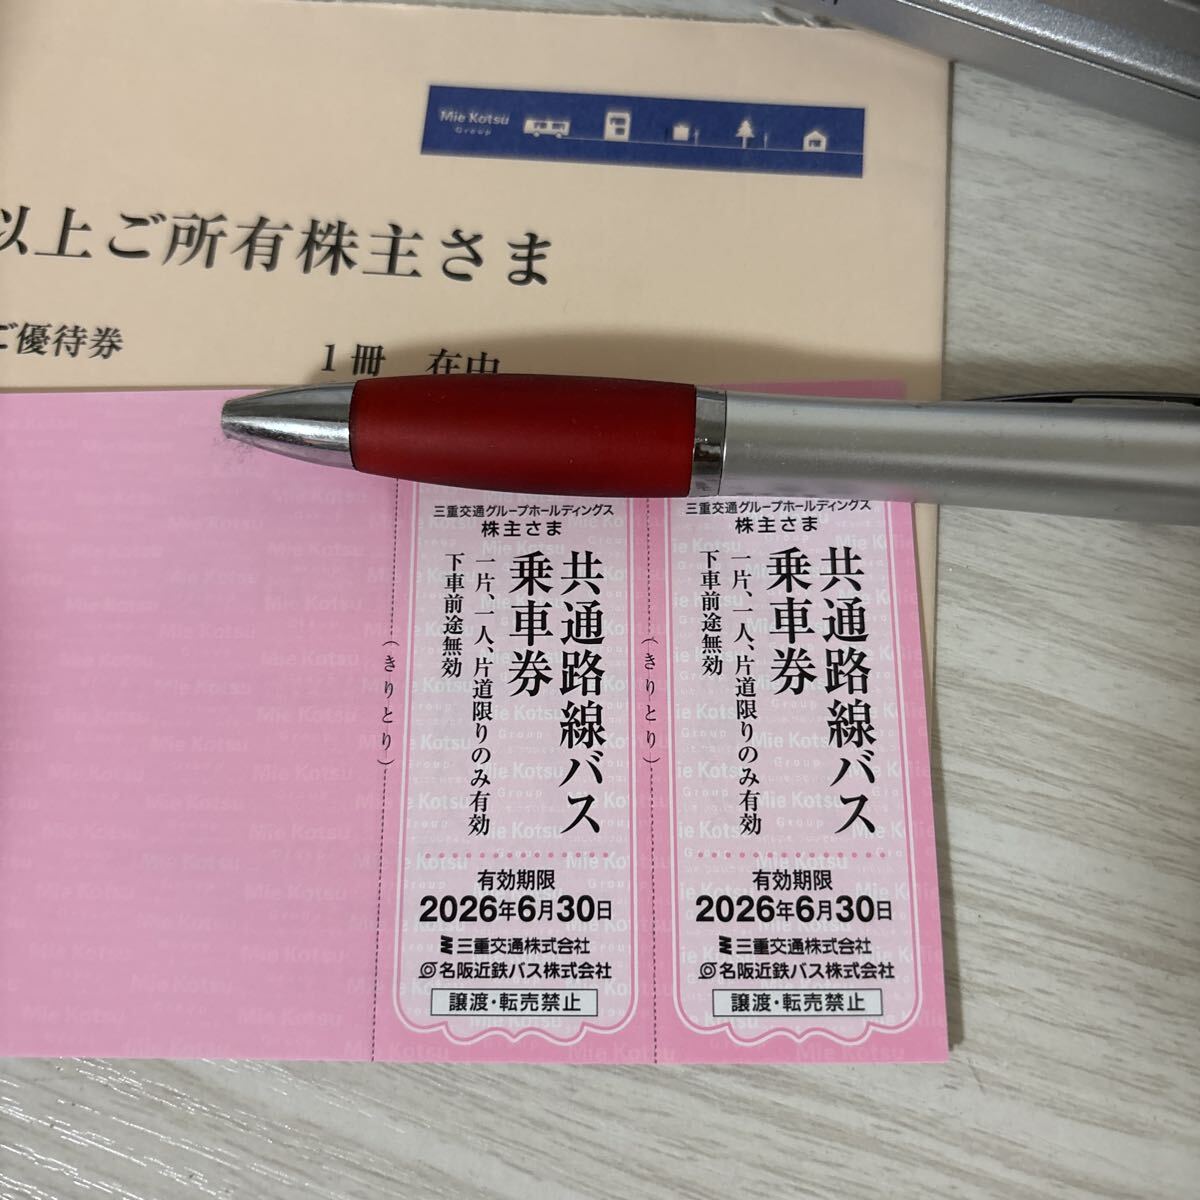 Mie Kotsu
Group
以上ご所有株主さま
ご優待券
1冊 在中
三重交通グループホールディングス
株主さま
共通路線バス
乗車券
一片、一人、片道限りのみ有効
下車前途無効
有効期限
2026年6月30日
三重交通株式会社
名阪近鉄バス株式会社
譲渡・転売禁止
(きりとり)
三重交通グループホールディングス
株主さま
共通路線バス
乗車券
一片、一人、片道限りのみ有効
下車前途無効
有効期限
2026年6月30日
三重交通株式会社
名阪近鉄バス株式会社
譲渡・転売禁止
(きりとり)